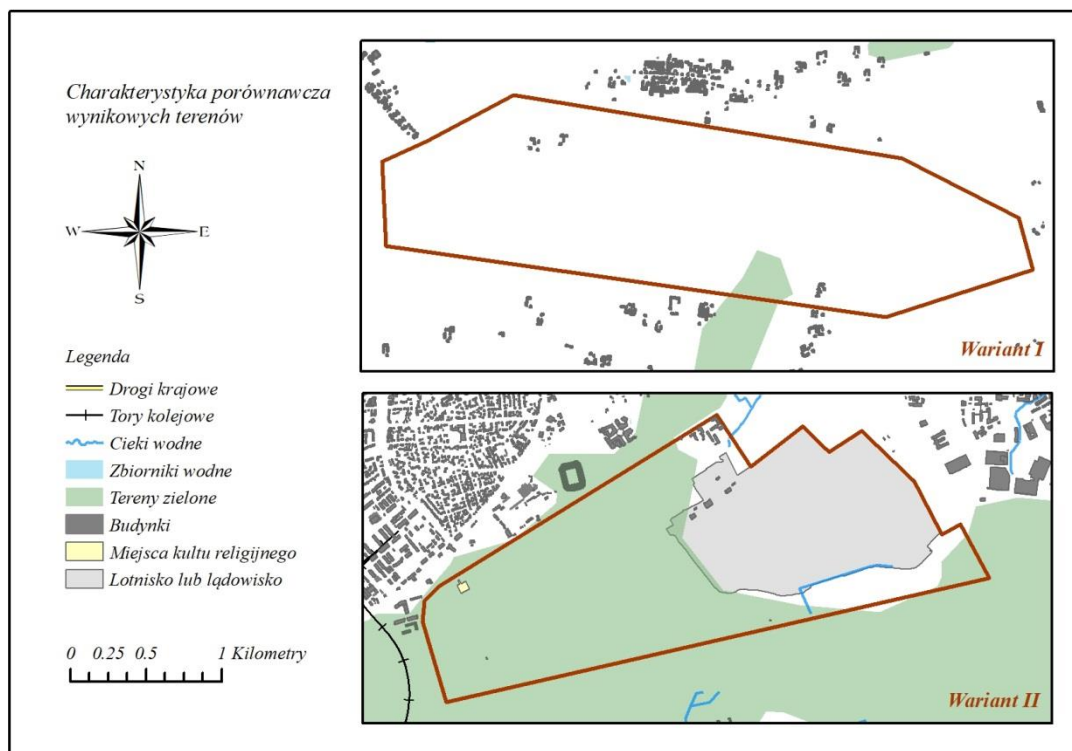 Charakterystyka porównawcza
wynikowych terenów
N
W
E
S
Legenda
Drogi krajowe
Tory kolejowe
Cieki wodne
Zbiorniki wodne
Tereny zielone
Budynki
Miejsca kultu religijnego
Lotnisko lub lądowisko
0 0.25 0.5 1 Kilometry
Wariant I
Wariant II